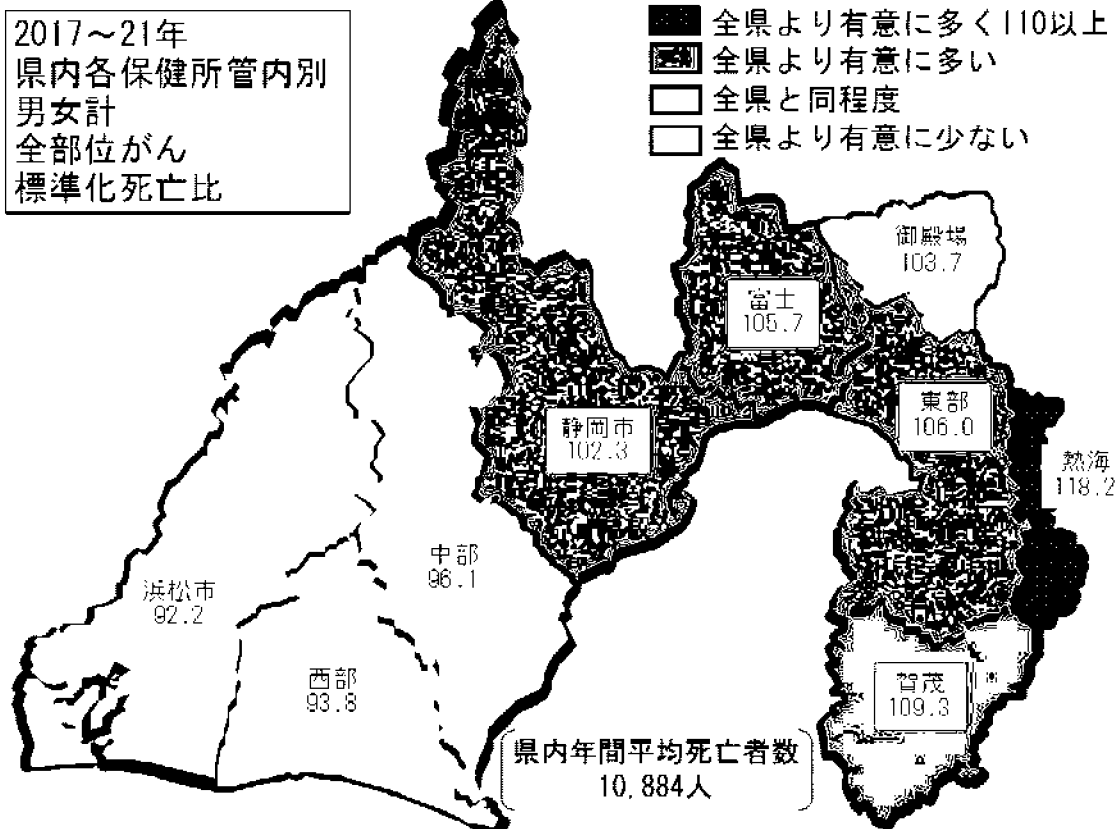 2017～21年
県内各保健所管内別
男女計
全部位がん
標準化死亡比
全県より有意に多く110以上
全県より有意に多い
全県と同程度
全県より有意に少ない
御殿場
103.7
富士
105.7
東部
106.0
熱海
118.2
静岡市
102.3
中部
96.1
浜松市
92.2
西部
93.8
賀茂
109.3
県内年間平均死亡者数
10,884人